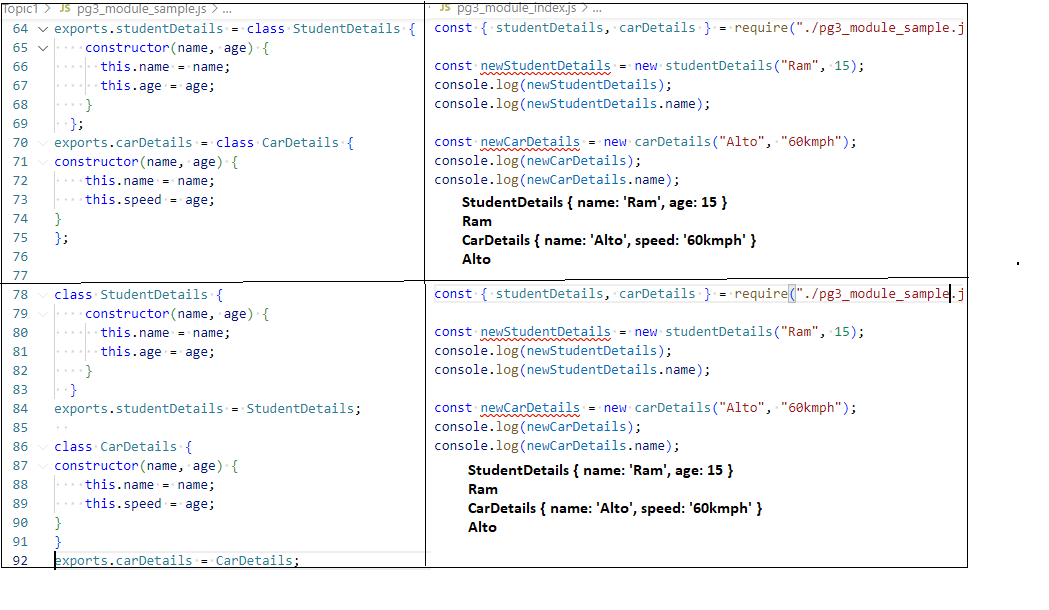 Topic1 > JS pg3_module_sample.js > ...
64 exports.studentDetails = class StudentDetails {
65 constructor(name, age) {
66 this.name = name;
67 this.age = age;
68 }
69 };
70 exports.carDetails = class CarDetails {
71 constructor(name, age) {
72 this.name = name;
73 this.speed = age;
74 }
75 };
76
77
JS pg3_module_index.js > ...
const { studentDetails, carDetails } = require("./pg3_module_sample.j
const newStudentDetails = new studentDetails("Ram", 15);
console.log(newStudentDetails);
console.log(newStudentDetails.name);
const newCarDetails = new carDetails("Alto", "60kmph");
console.log(newCarDetails);
console.log(newCarDetails.name);
StudentDetails { name: 'Ram', age: 15 }
Ram
CarDetails { name: 'Alto', speed: '60kmph' }
Alto
78 class StudentDetails {
79 constructor(name, age) {
80 this.name = name;
81 this.age = age;
82 }
83 }
84 exports.studentDetails = StudentDetails;
85
86 class CarDetails {
87 constructor(name, age) {
88 this.name = name;
89 this.speed = age;
90 }
91 }
92 exports.carDetails = CarDetails;
const { studentDetails, carDetails } = require("./pg3_module_sample.j
const newStudentDetails = new studentDetails("Ram", 15);
console.log(newStudentDetails);
console.log(newStudentDetails.name);
const newCarDetails = new carDetails("Alto", "60kmph");
console.log(newCarDetails);
console.log(newCarDetails.name);
StudentDetails { name: 'Ram', age: 15 }
Ram
CarDetails { name: 'Alto', speed: '60kmph' }
Alto